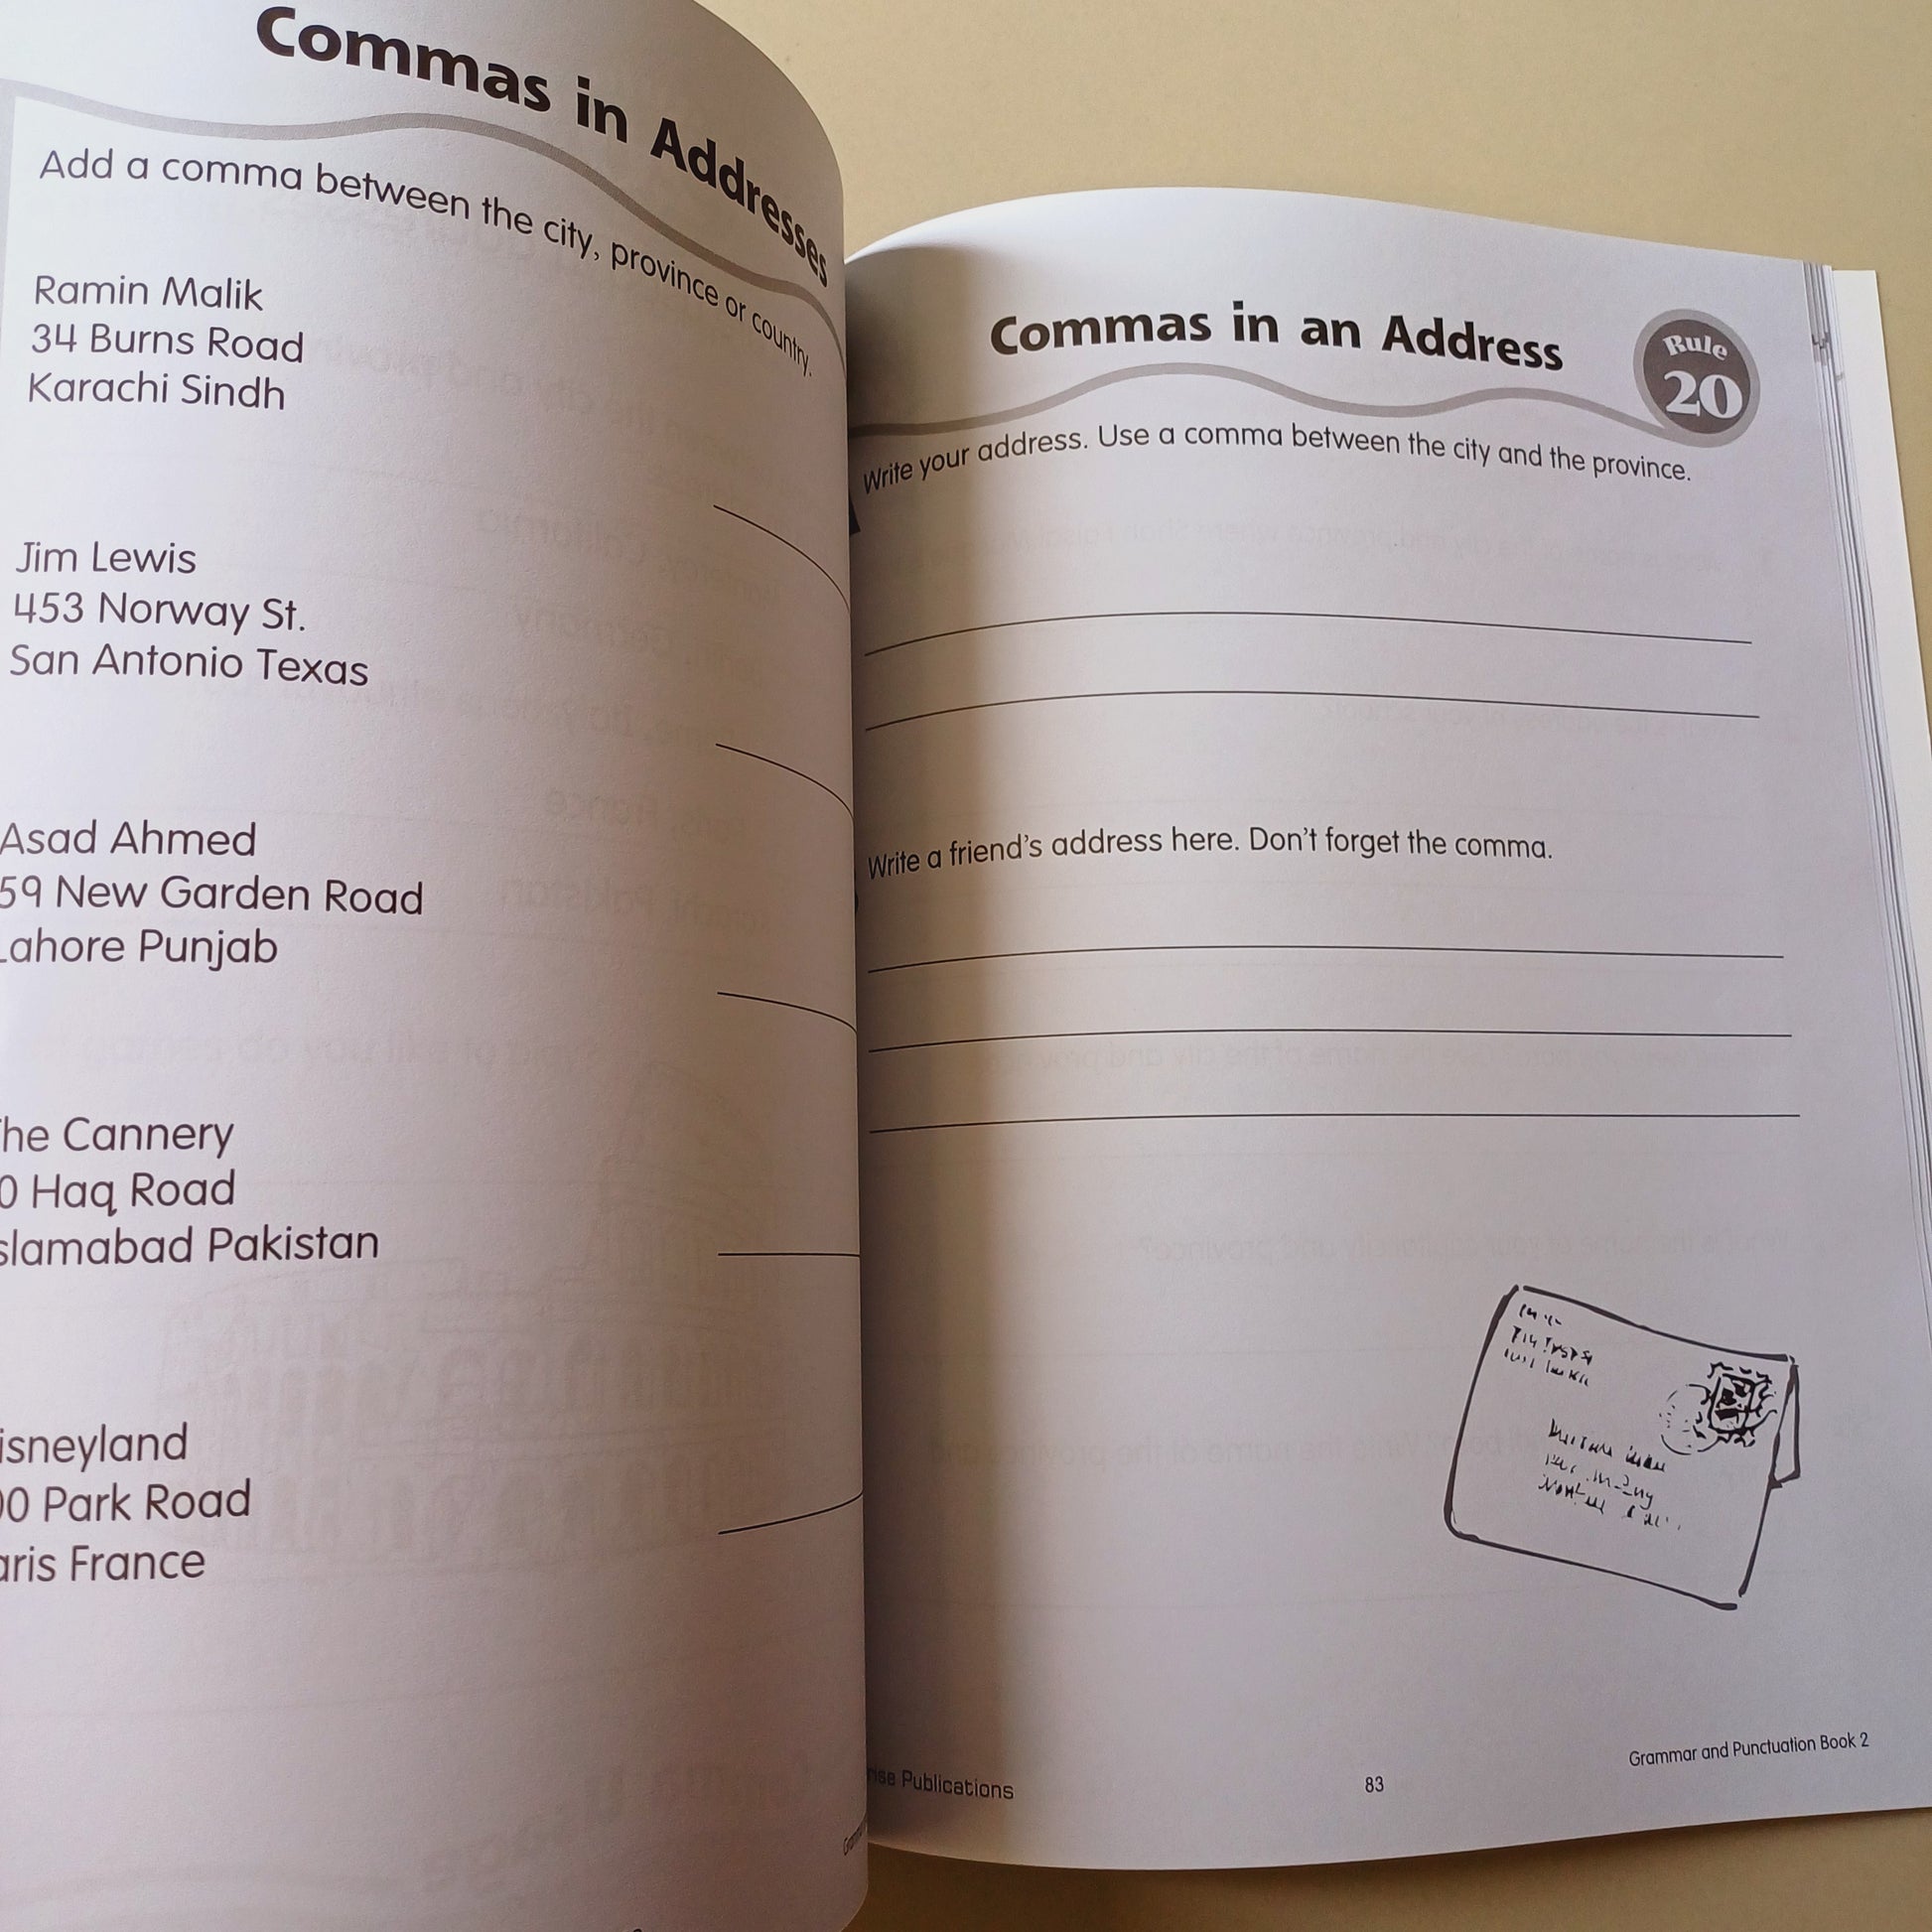 Commas in Addresses
Add a comma between the city, province or country.
Ramin Malik
34 Burns Road
Karachi Sindh
Jim Lewis
453 Norway St.
San Antonio Texas
Asad Ahmed
59 New Garden Road
Lahore Punjab
The Cannery
0 Haq Road
slamabad Pakistan
isneyland
00 Park Road
aris France
Commas in an Address
Rule
20
Write your address. Use a comma between the city and the province.
Write a friend's address here. Don't forget the comma.
Publications
83
Grammar and Punctuation Book 2